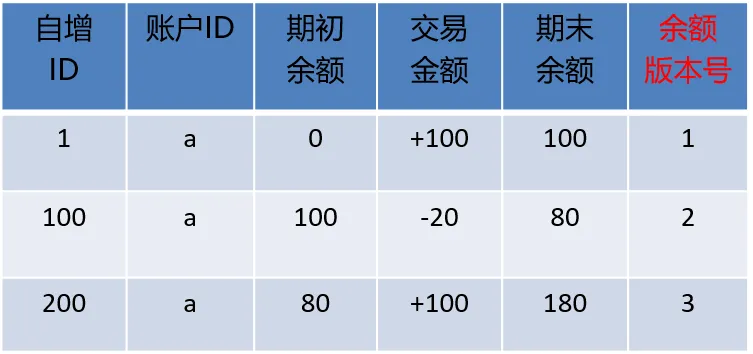 自增 账户ID 期初 交易 期末 余额
ID 余额 金额 余额 版本号
1 a 0 +100 100 1
100 a 100 -20 80 2
200 a 80 +100 180 3